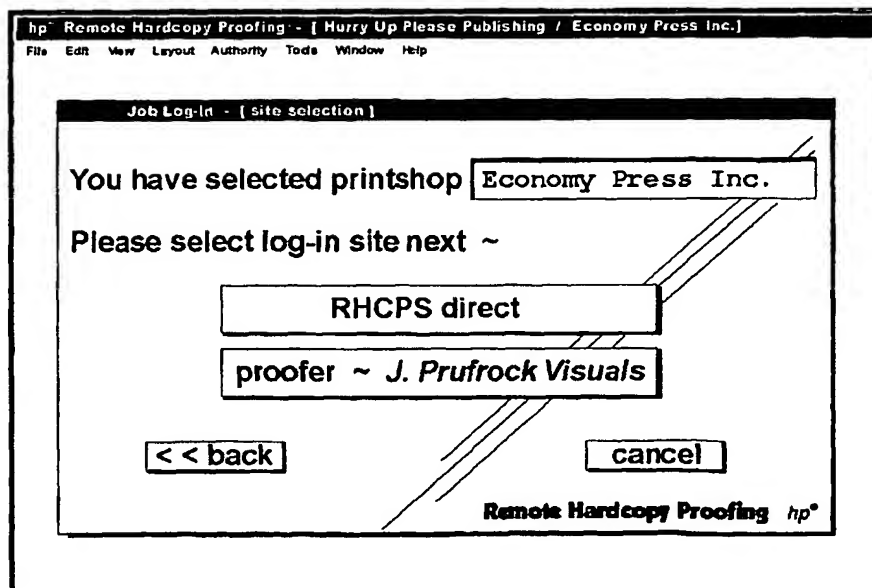 hp* Remote Hardcopy Proofing - [ Hurry Up Please Publishing / Economy Press Inc.]
File Edit View Layout Authority Tools Window Help
Job Log-In - [ site selection ]
You have selected printshop Economy Press Inc.
Please select log-in site next ~
RHCPS direct
proofer ~ J. Prufrock Visuals
< < back cancel
Remote Hardcopy Proofing hp*